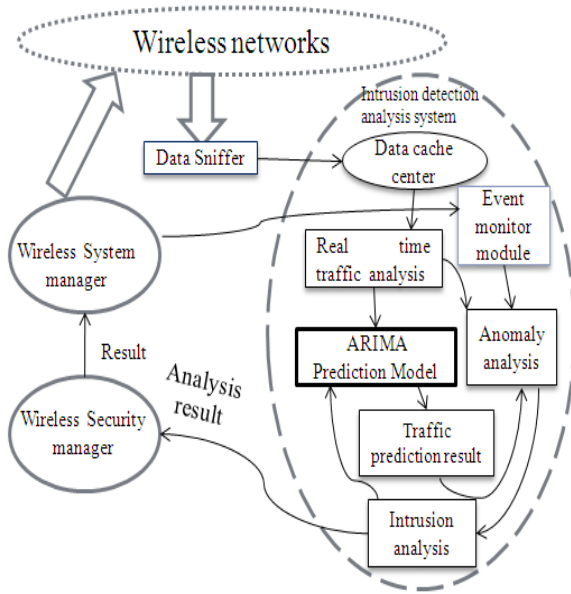 Wireless networks
Intrusion detection
analysis system
Data Sniffer
Data cache
center
Event
monitor
module
Wireless System
manager
Real time
traffic analysis
ARIMA
Prediction Model
Anomaly
analysis
Result
Analysis
result
Wireless Security
manager
Traffic
prediction result
Intrusion
analysis